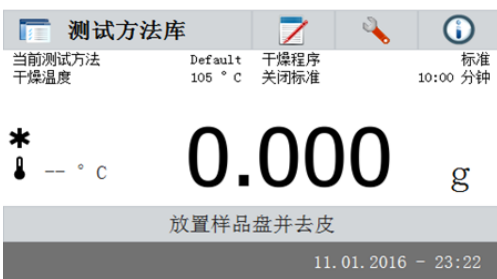 测试方法库
当前测试方法 Default 干燥程序 标准
干燥温度 105 ° C 关闭标准 10:00 分钟
-- ° C 0.000 g
放置样品盘并去皮
11.01.2016 - 23:22